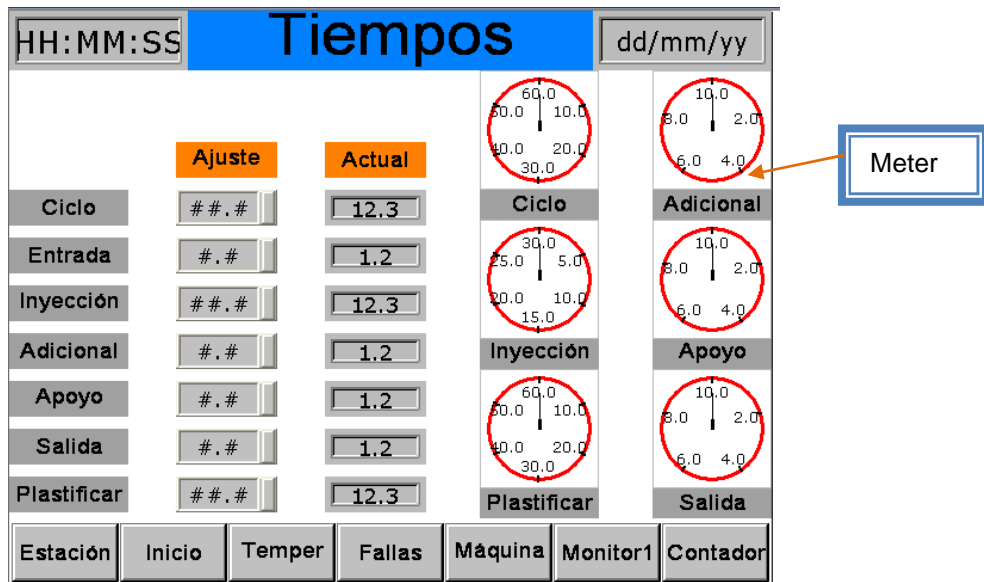 HH:MM:SS Tiempos dd/mm/yy
60.0 10.0 20.0 30.0 40.0 50.0
10.0 2.0 4.0 6.0 8.0
Meter
Ajuste Actual
Ciclo Adicional
Ciclo ##.# 12.3
Entrada #.# 1.2
30.0 5.0 10.0 15.0 20.0 25.0
10.0 2.0 4.0 6.0 8.0
Inyección ##.# 12.3
Adicional #.# 1.2
Inyección Apoyo
Apoyo #.# 1.2
60.0 10.0 20.0 30.0 40.0 50.0
10.0 2.0 4.0 6.0 8.0
Salida #.# 1.2
Plastificar ##.# 12.3
Plastificar Salida
Estación Inicio Temper Fallas Máquina Monitor1 Contador